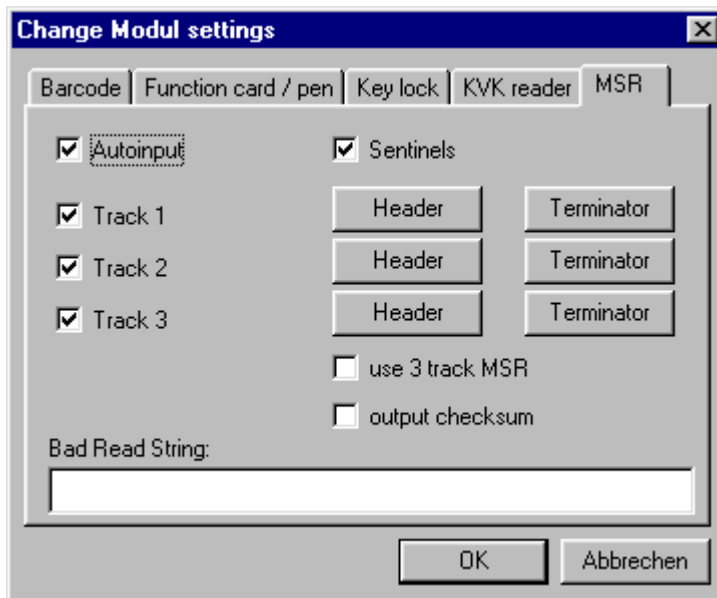 Change Modul settings
Barcode Function card / pen Key lock KVK reader MSR
Autoinput Sentinels
Track 1 Header Terminator
Track 2 Header Terminator
Track 3 Header Terminator
use 3 track MSR
output checksum
Bad Read String:
OK Abbrechen